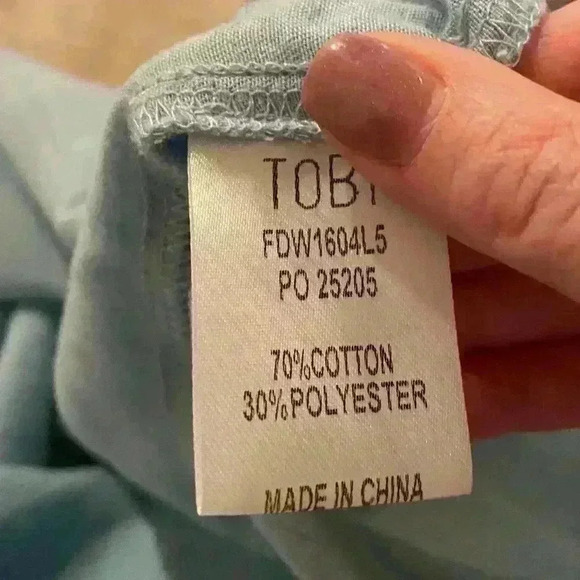 TOBY
FDW1604L5
PO 25205
70%COTTON
30%POLYESTER
MADE IN CHINA